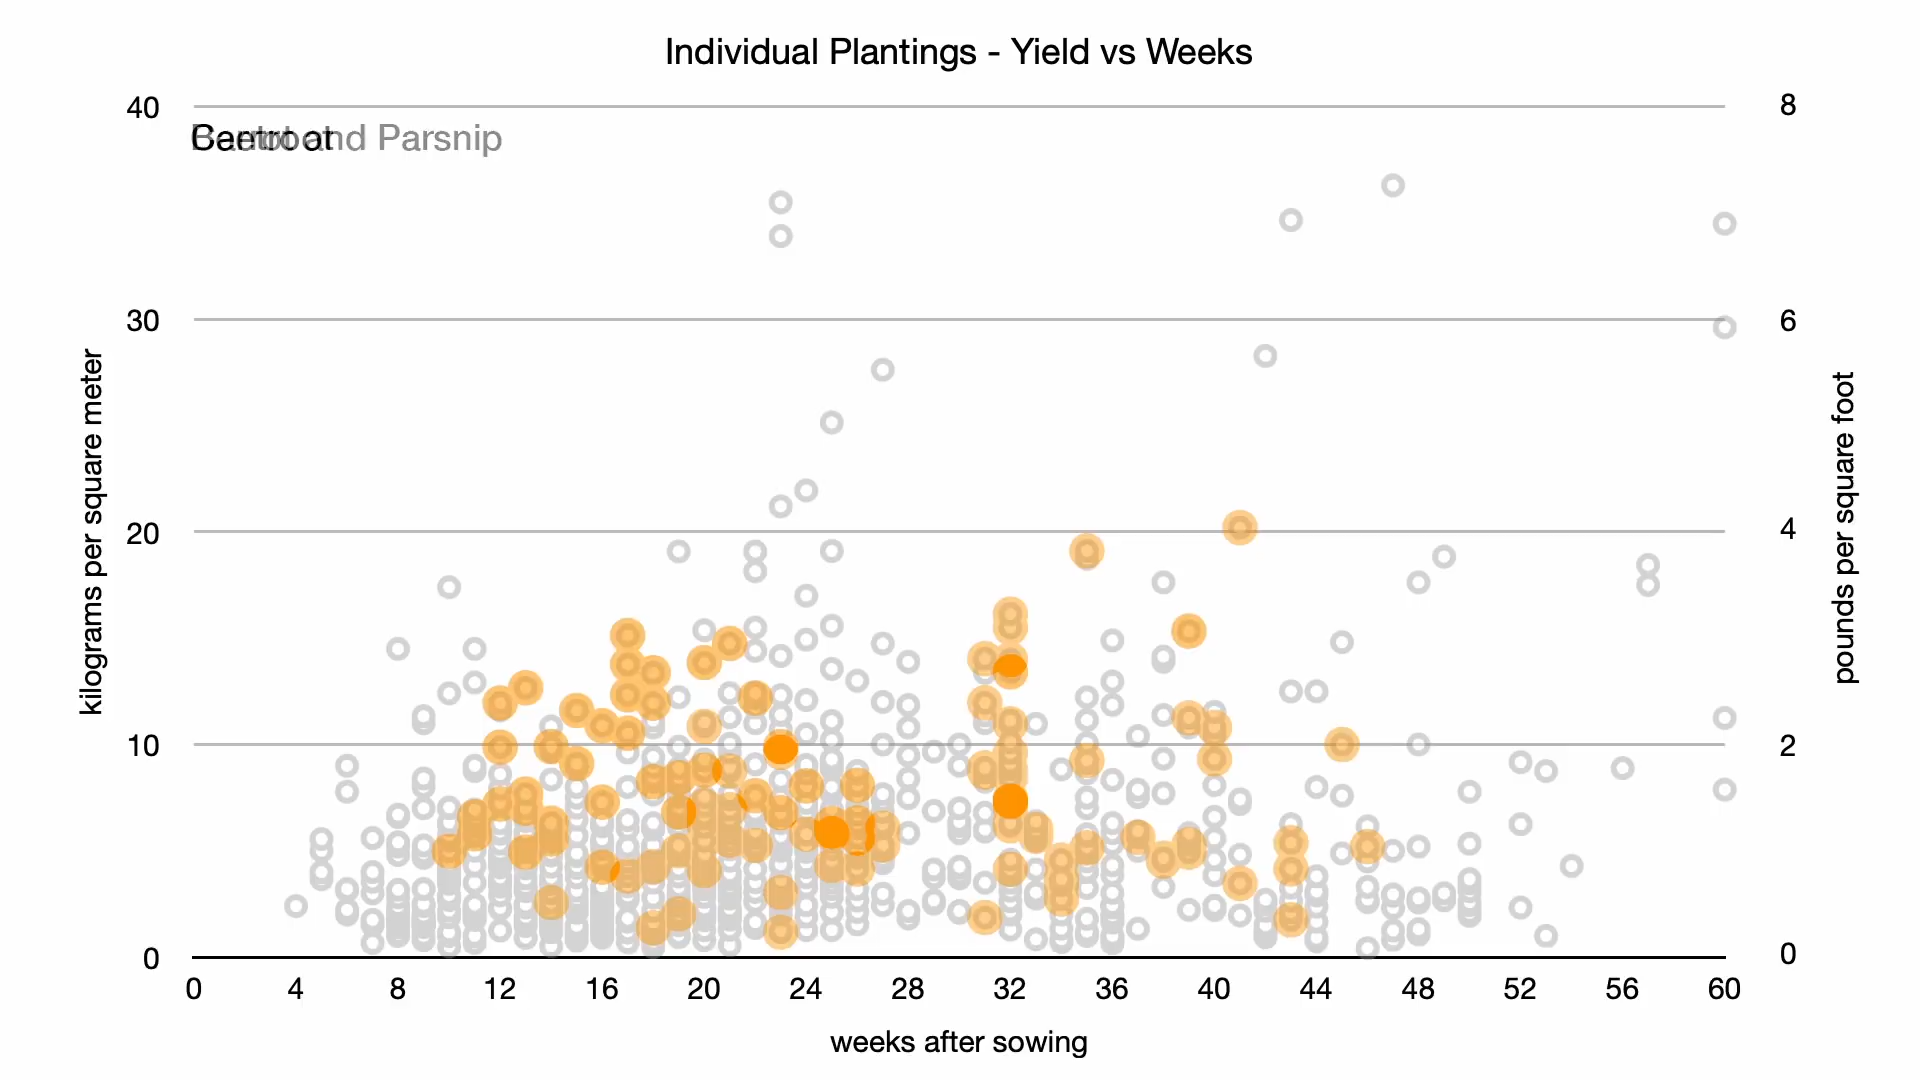 Individual Plantings - Yield vs Weeks
40
8
and Parsnip
30
6
20
4
10
2
0
0
kilograms per square meter
pounds per square foot
0 4 8 12 16 20 24 28 32 36 40 44 48 52 56 60
weeks after sowing